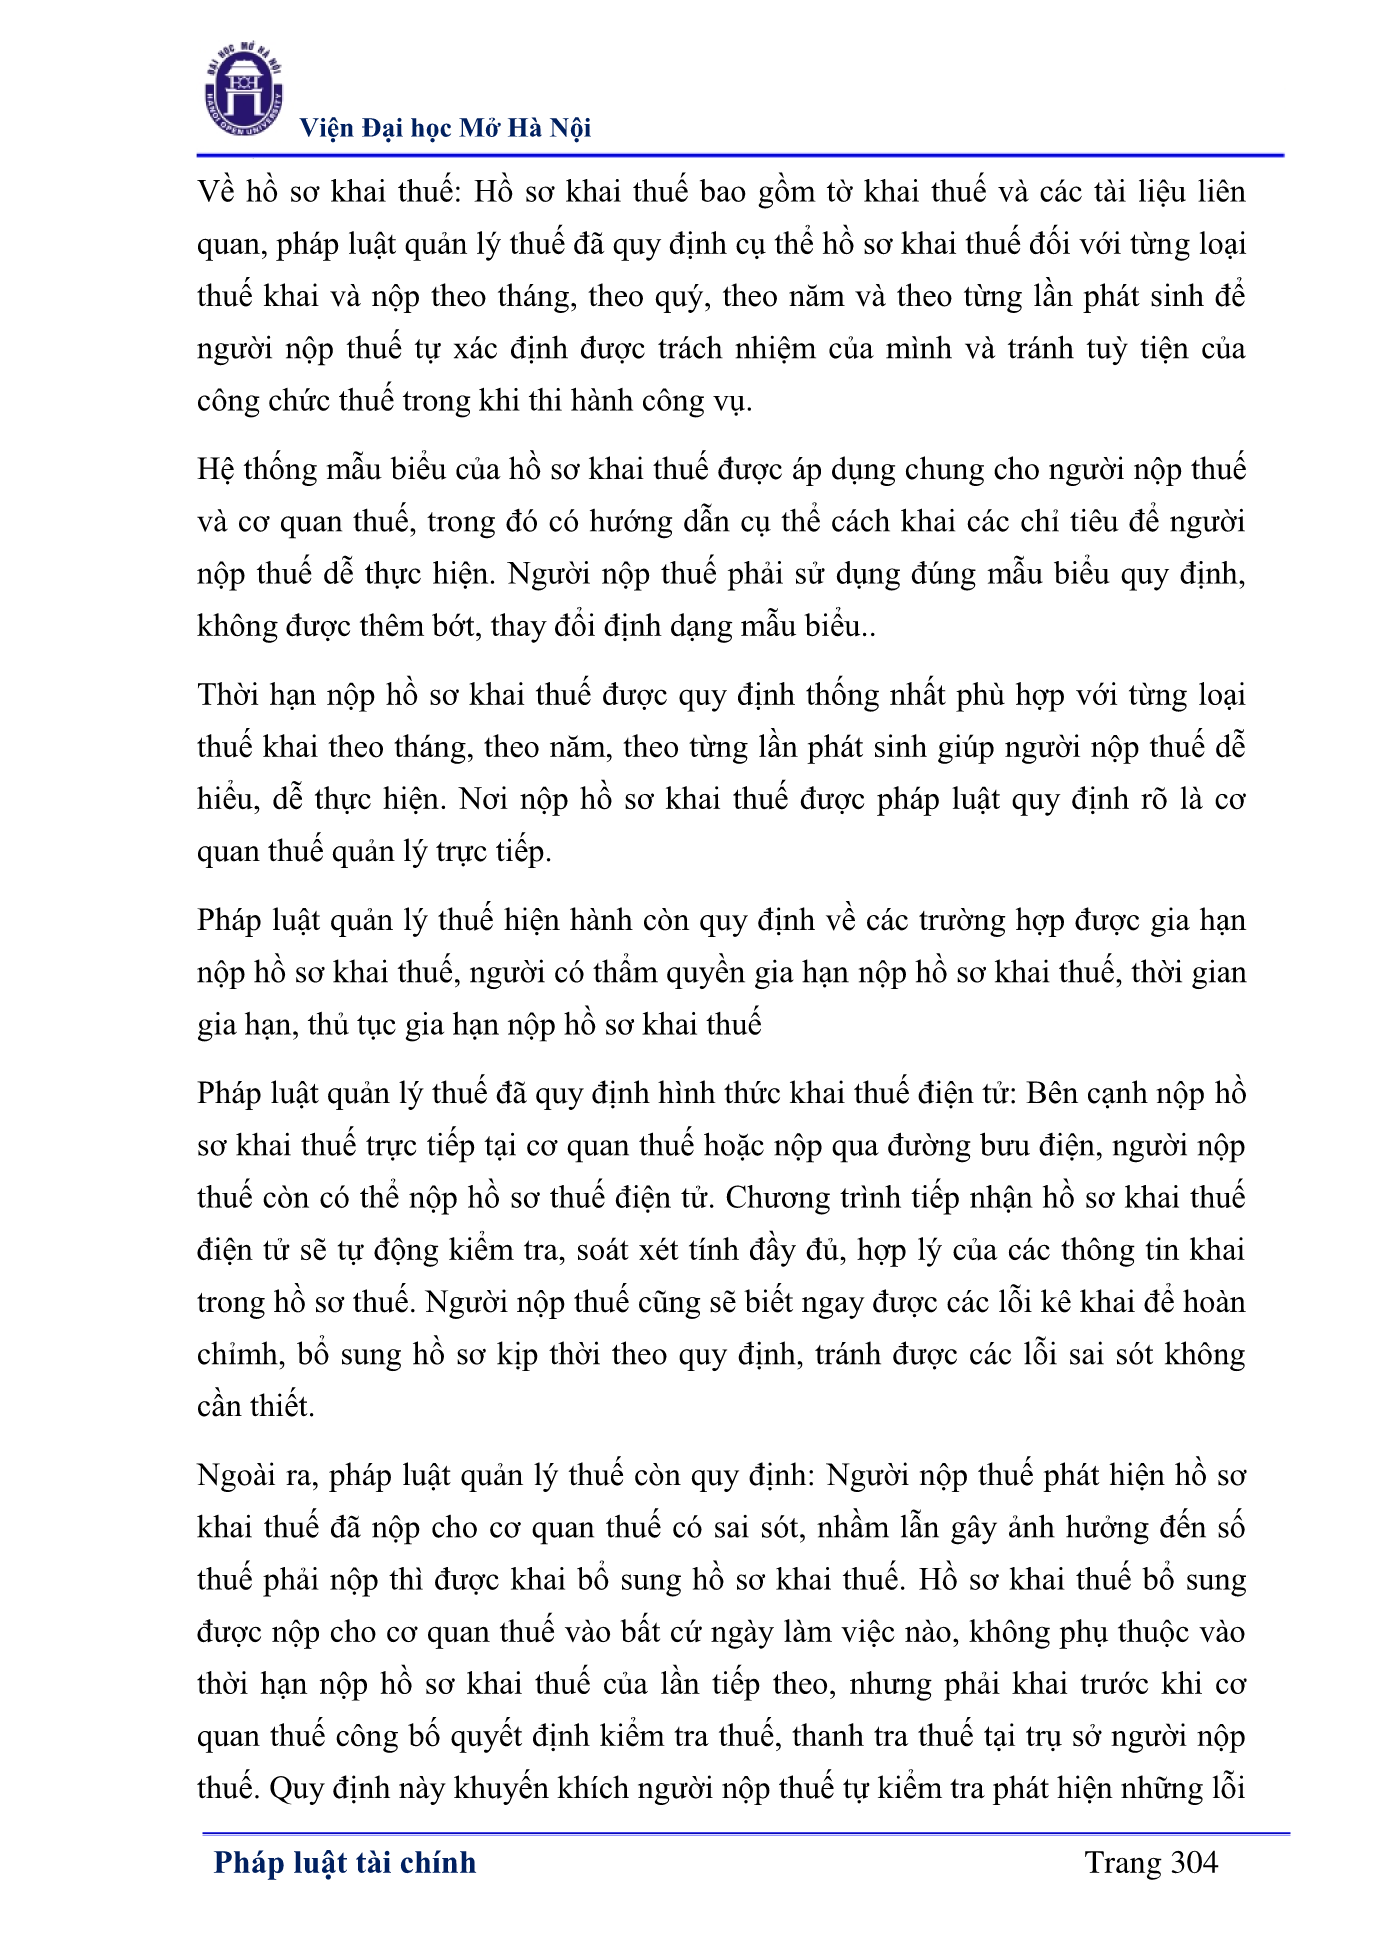 ĐẠI HỌC MỞ HÀ NỘI
HANOI OPEN UNIVERSITY
Viện Đại học Mở Hà Nội
Về hồ sơ khai thuế: Hồ sơ khai thuế bao gồm tờ khai thuế và các tài liệu liên
quan, pháp luật quản lý thuế đã quy định cụ thể hồ sơ khai thuế đối với từng loại
thuế khai và nộp theo tháng, theo quý, theo năm và theo từng lần phát sinh để
người nộp thuế tự xác định được trách nhiệm của mình và tránh tuỳ tiện của
công chức thuế trong khi thi hành công vụ.
Hệ thống mẫu biểu của hồ sơ khai thuế được áp dụng chung cho người nộp thuế
và cơ quan thuế, trong đó có hướng dẫn cụ thể cách khai các chỉ tiêu để người
nộp thuế dễ thực hiện. Người nộp thuế phải sử dụng đúng mẫu biểu quy định,
không được thêm bớt, thay đổi định dạng mẫu biểu..
Thời hạn nộp hồ sơ khai thuế được quy định thống nhất phù hợp với từng loại
thuế khai theo tháng, theo năm, theo từng lần phát sinh giúp người nộp thuế dễ
hiểu, dễ thực hiện. Nơi nộp hồ sơ khai thuế được pháp luật quy định rõ là cơ
quan thuế quản lý trực tiếp.
Pháp luật quản lý thuế hiện hành còn quy định về các trường hợp được gia hạn
nộp hồ sơ khai thuế, người có thẩm quyền gia hạn nộp hồ sơ khai thuế, thời gian
gia hạn, thủ tục gia hạn nộp hồ sơ khai thuế
Pháp luật quản lý thuế đã quy định hình thức khai thuế điện tử: Bên cạnh nộp hồ
sơ khai thuế trực tiếp tại cơ quan thuế hoặc nộp qua đường bưu điện, người nộp
thuế còn có thể nộp hồ sơ thuế điện tử. Chương trình tiếp nhận hồ sơ khai thuế
điện tử sẽ tự động kiểm tra, soát xét tính đầy đủ, hợp lý của các thông tin khai
trong hồ sơ thuế. Người nộp thuế cũng sẽ biết ngay được các lỗi kê khai để hoàn
chỉmh, bổ sung hồ sơ kịp thời theo quy định, tránh được các lỗi sai sót không
cần thiết.
Ngoài ra, pháp luật quản lý thuế còn quy định: Người nộp thuế phát hiện hồ sơ
khai thuế đã nộp cho cơ quan thuế có sai sót, nhầm lẫn gây ảnh hưởng đến số
thuế phải nộp thì được khai bổ sung hồ sơ khai thuế. Hồ sơ khai thuế bổ sung
được nộp cho cơ quan thuế vào bất cứ ngày làm việc nào, không phụ thuộc vào
thời hạn nộp hồ sơ khai thuế của lần tiếp theo, nhưng phải khai trước khi cơ
quan thuế công bố quyết định kiểm tra thuế, thanh tra thuế tại trụ sở người nộp
thuế. Quy định này khuyến khích người nộp thuế tự kiểm tra phát hiện những lỗi
Pháp luật tài chính Trang 304